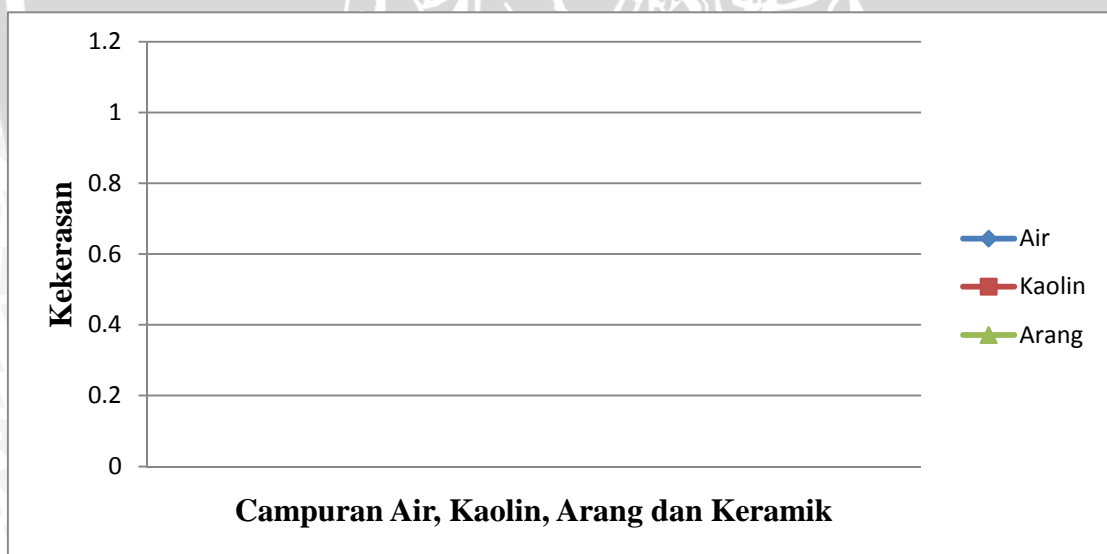 1.2
1
0.8
0.6
0.4
0.2
0
Kekerasan
Campuran Air, Kaolin, Arang dan Keramik
Air
Kaolin
Arang